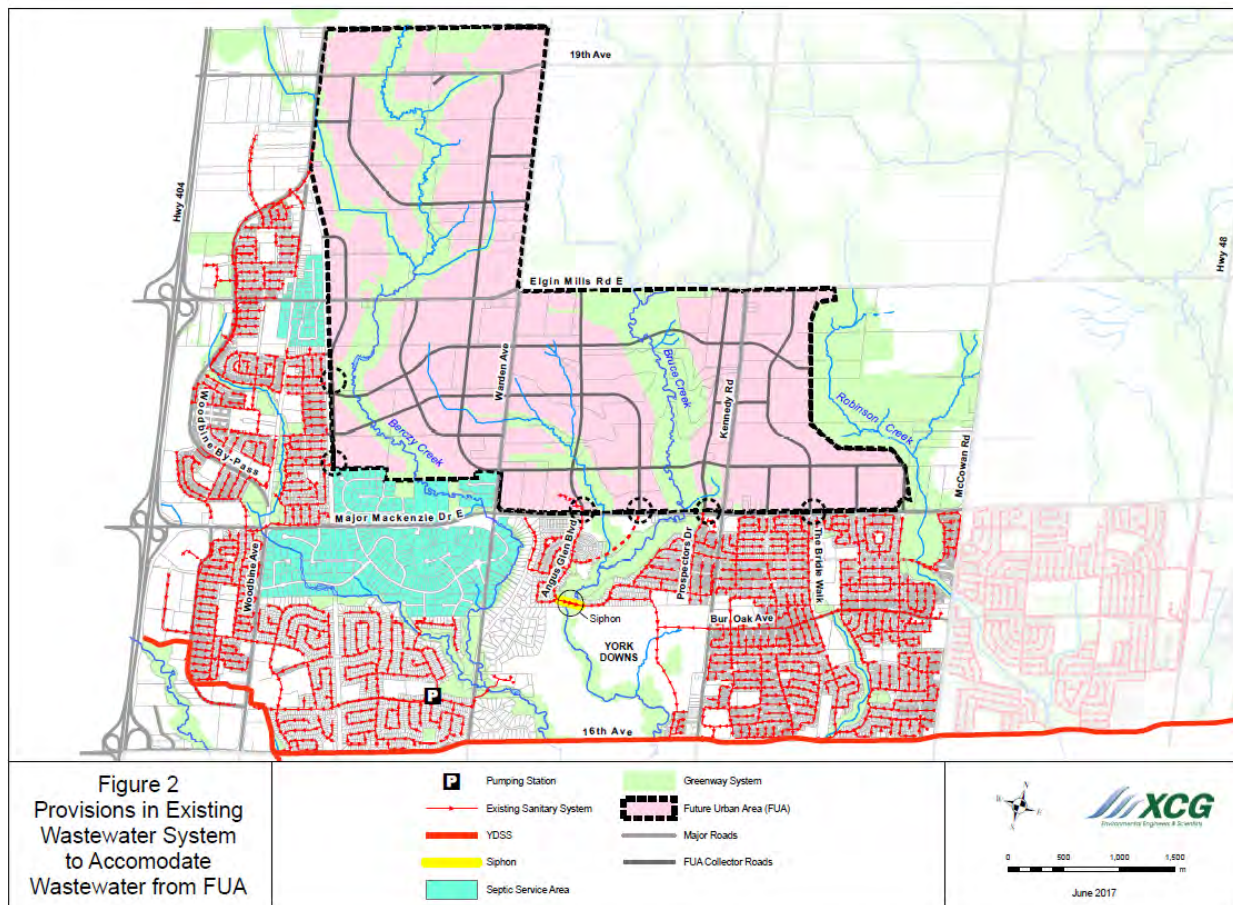 19th Ave
Hwy 404
Hwy 48
Elgin Mills Rd E
Warden Ave
Bruce Creek
Kennedy Rd
Robinson Creek
McCowan Rd
Woodbine By-Pass
Berczy Creek
Major Mackenzie Dr E
Woodbine Ave
Angus Glen Blvd
Prospectors Dr
The Bridle Walk
Siphon
Bur Oak Ave
YORK
DOWNS
P
16th Ave
Figure 2
Provisions in Existing
Wastewater System
to Accomodate
Wastewater from FUA
P Pumping Station
Existing Sanitary System
YDSS
Siphon
Septic Service Area
Greenway System
Future Urban Area (FUA)
Major Roads
FUA Collector Roads
N
E
S
W
XCG
Environmental Engineers & Scientists
0 500 1,000 1,500
m
June 2017